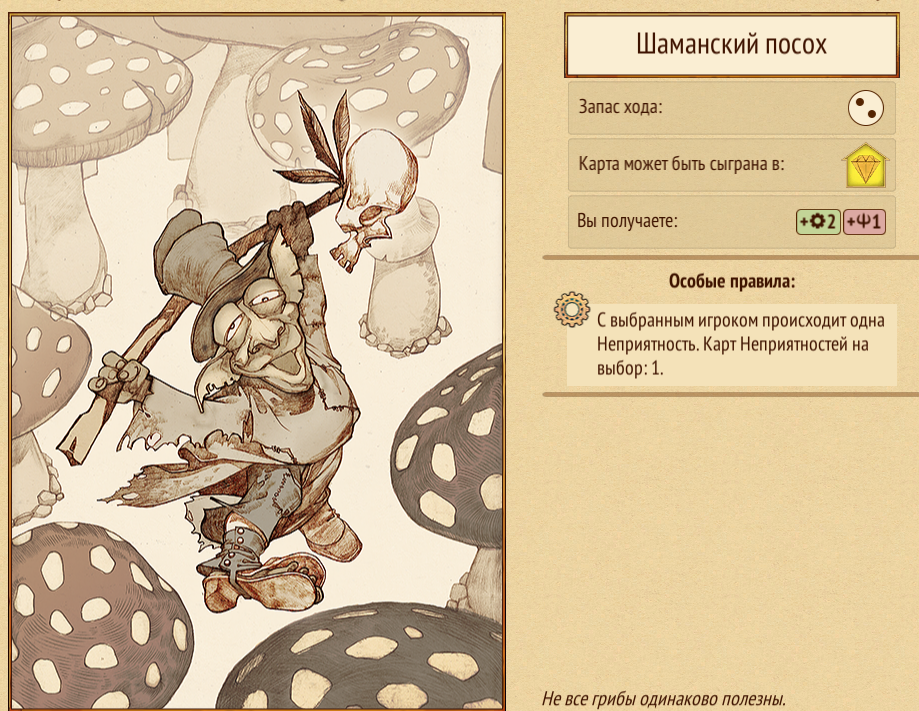 Шаманский посох
Запас хода:
Карта может быть сыграна в:
Вы получаете: +2 +1
Особые правила:
С выбранным игроком происходит одна
Неприятность. Карт Неприятностей на
выбор: 1.
Не все грибы одинаково полезны.